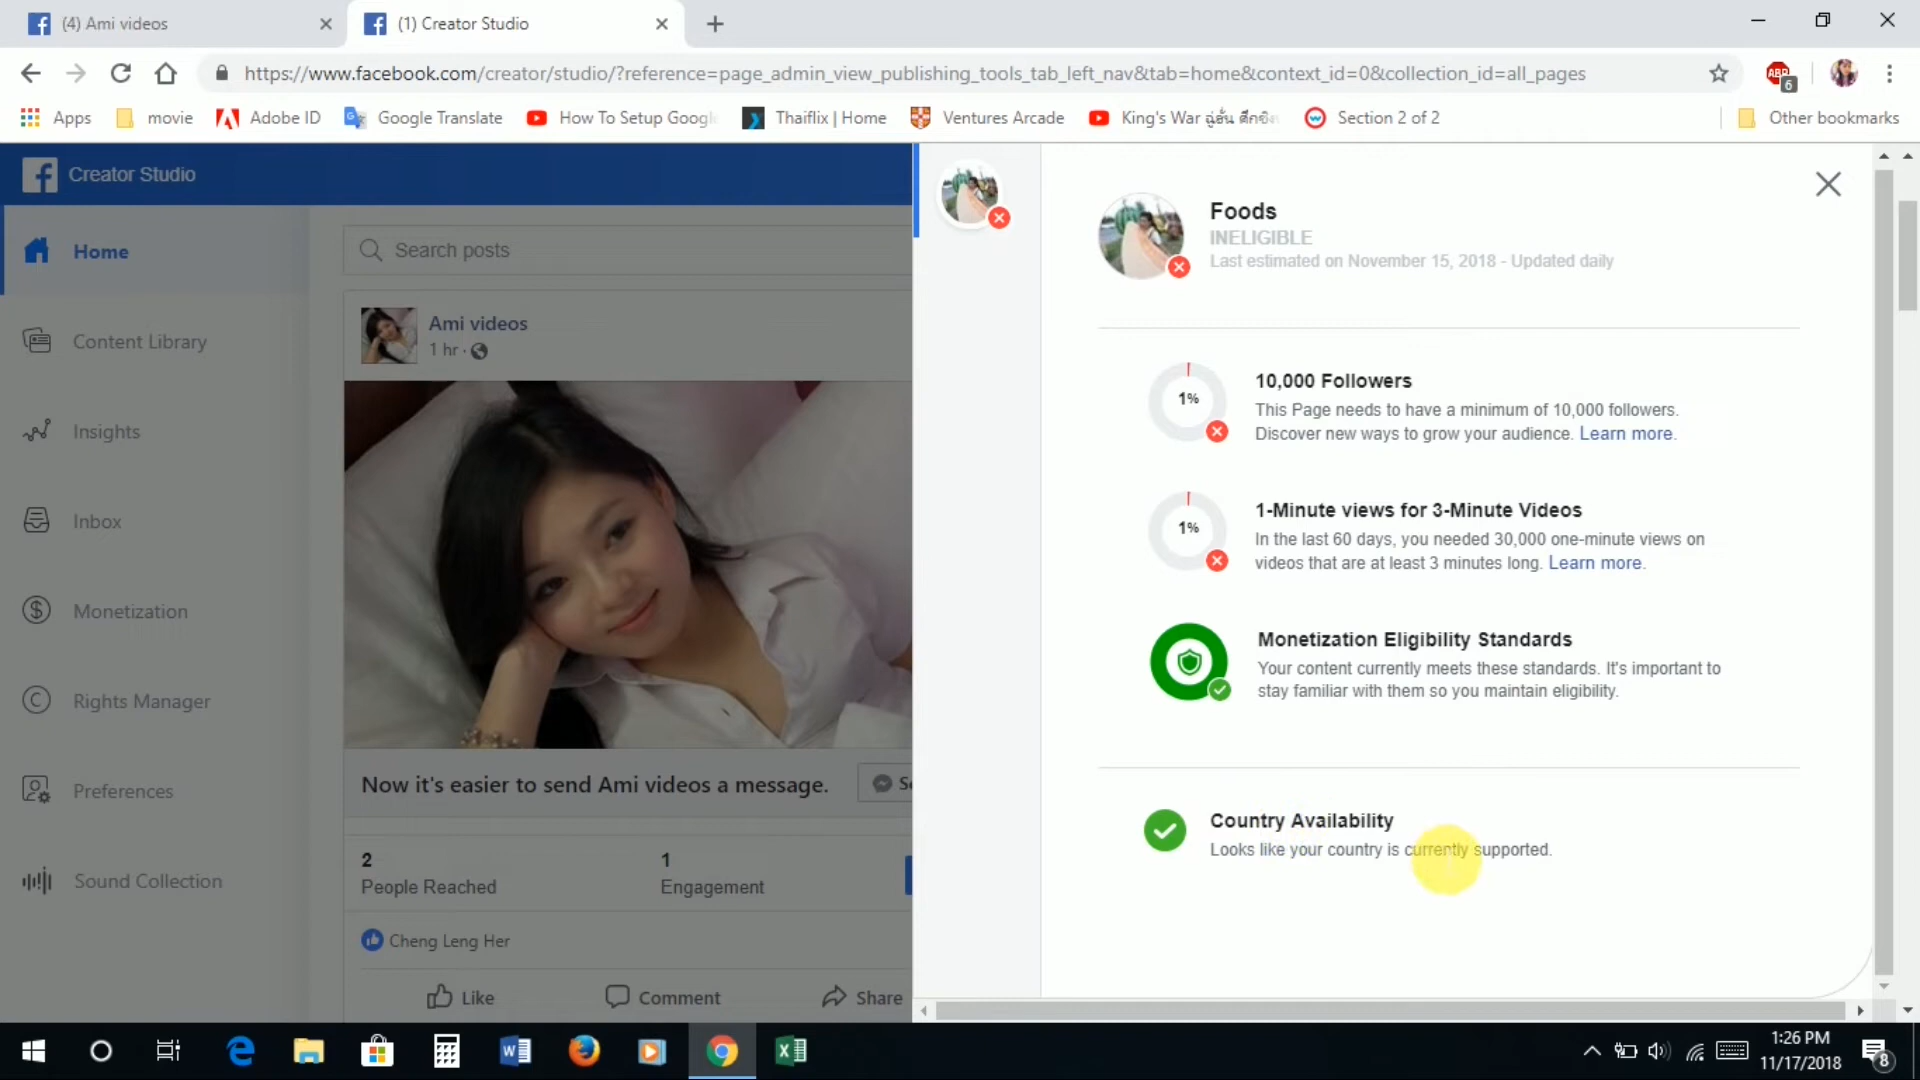 (4) Ami videos
(1) Creator Studio
https://www.facebook.com/creator/studio/?reference=page_admin_view_publishing_tools_tab_left_nav&tab=home&context_id=0&collection_id=all_pages
ABP
6
Apps
movie
Adobe ID
Google Translate
How To Setup Googl
Thaiflix | Home
Ventures Arcade
King's War
Section 2 of 2
Other bookmarks
Creator Studio
Home
Content Library
Insights
Inbox
Monetization
Rights Manager
Preferences
Sound Collection
Search posts
Ami videos
1 hr ·
Now it's easier to send Ami videos a message.
2
People Reached
1
Engagement
Cheng Leng Her
Like
Comment
Share
Foods
INELIGIBLE
Last estimated on November 15, 2018 - Updated daily
1%
10,000 Followers
This Page needs to have a minimum of 10,000 followers.
Discover new ways to grow your audience. Learn more.
1%
1-Minute views for 3-Minute Videos
In the last 60 days, you needed 30,000 one-minute views on
videos that are at least 3 minutes long. Learn more.
Monetization Eligibility Standards
Your content currently meets these standards. It's important to
stay familiar with them so you maintain eligibility.
Country Availability
Looks like your country is currently supported.
1:26 PM
11/17/2018
8